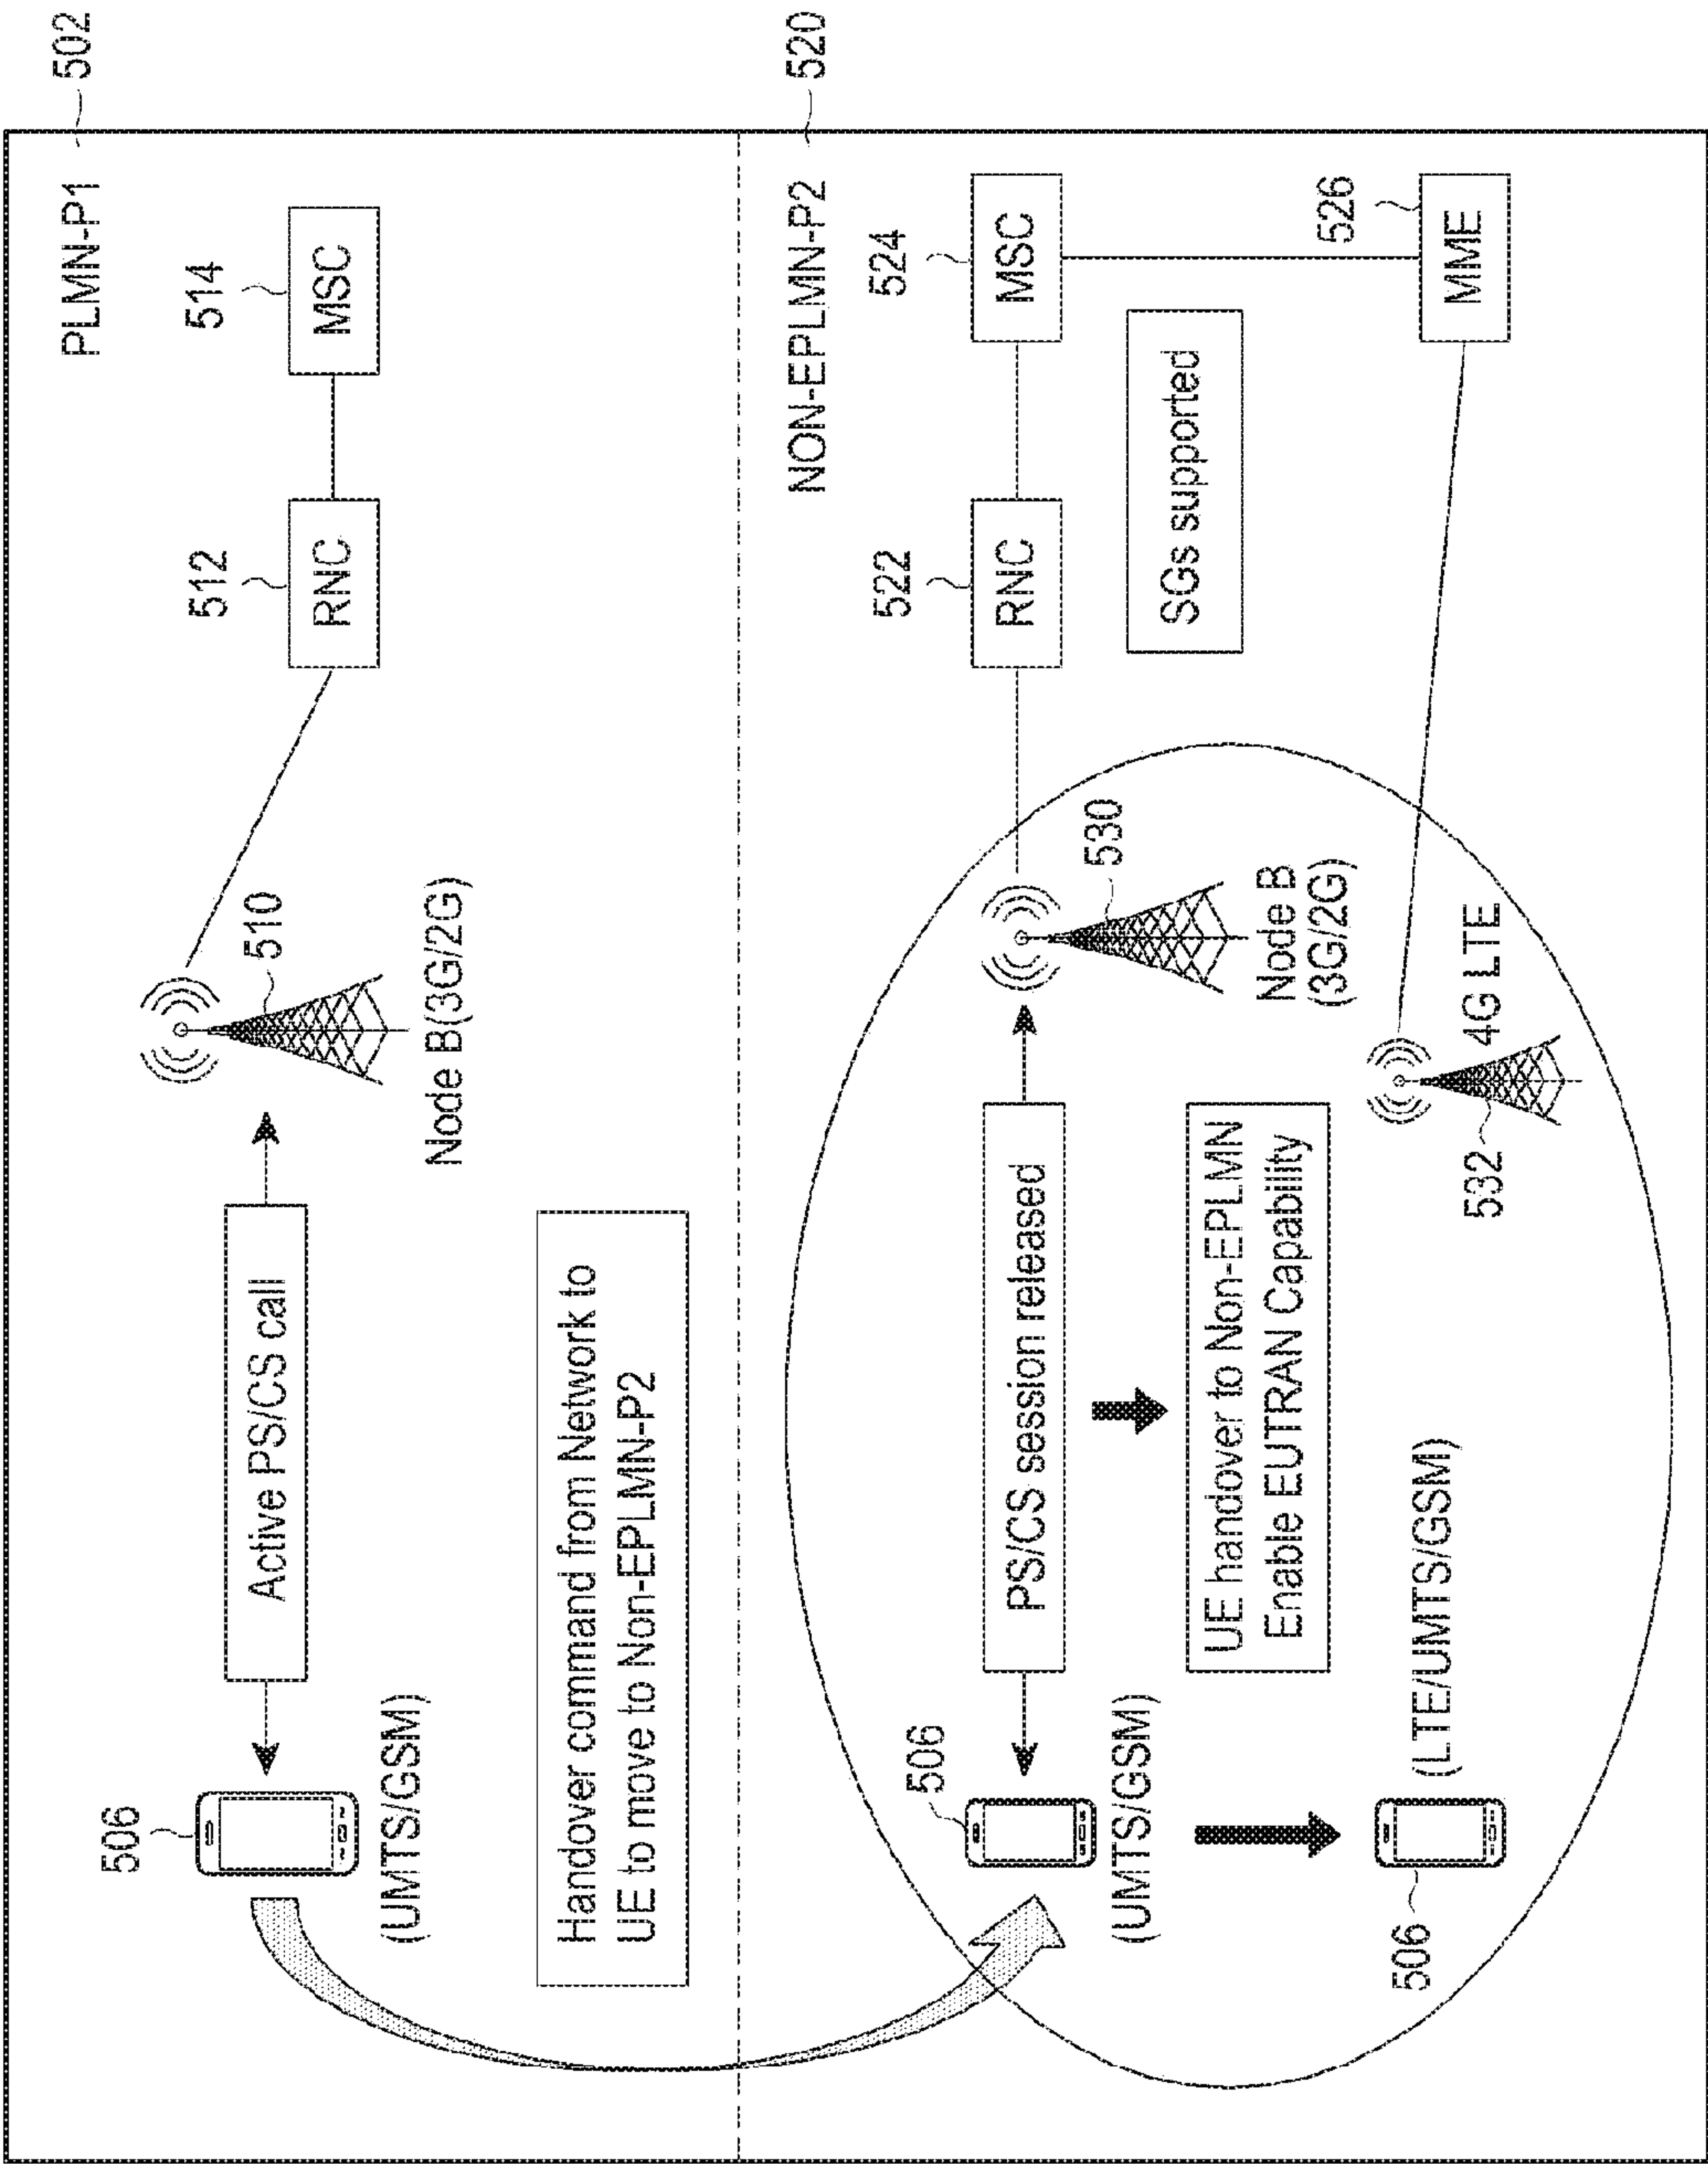 PLMN-P1
502
506
(UMTS/GSM)
Active PS/CS call
510
Node B(3G/2G)
512
RNC
514
MSC
Handover command from Network to
UE to move to Non-EPLMN-P2
NON-EPLMN-P2
520
506
(UMTS/GSM)
PS/CS session released
530
Node B
(3G/2G)
522
RNC
524
MSC
SGs supported
UE handover to Non-EPLMN
Enable EUTRAN Capability
506
(LTE/UMTS/GSM)
532
4G LTE
526
MME